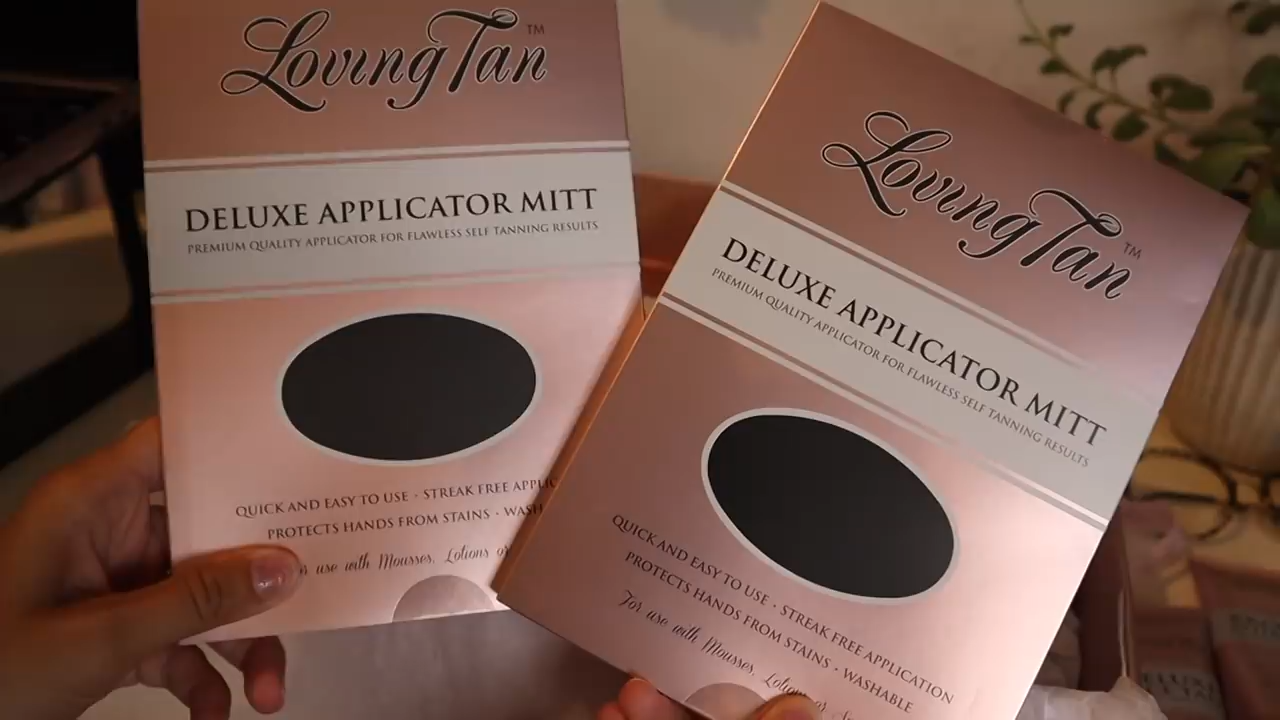 Loving Tan™
DELUXE APPLICATOR MITT
PREMIUM QUALITY APPLICATOR FOR FLAWLESS SELF TANNING RESULTS
QUICK AND EASY TO USE · STREAK FREE
PROTECTS HANDS FROM STAINS ·
use with Mousses, Lotions
Loving Tan™
DELUXE APPLICATOR MITT
PREMIUM QUALITY APPLICATOR FOR FLAWLESS SELF TANNING RESULTS
QUICK AND EASY TO USE · STREAK FREE APPLICATION
PROTECTS HANDS FROM STAINS · WASHABLE
For use with Mousses,